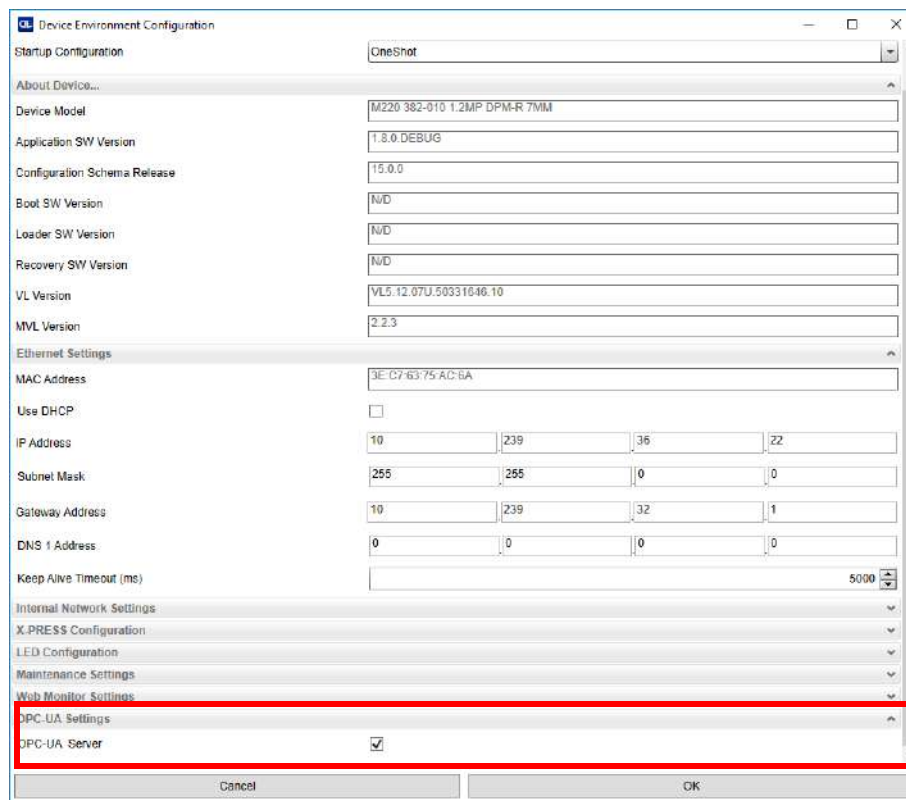 DL Device Environment Configuration
Startup Configuration OneShot
About Device...
Device Model M220 382-010 1.2MP DPM-R 7MM
Application SW Version 1.8.0.DEBUG
Configuration Schema Release 15.0.0
Boot SW Version N/D
Loader SW Version N/D
Recovery SW Version N/D
VL Version VL5.12.07U.50331646.10
MVL Version 2.2.3
Ethernet Settings
MAC Address 3E:C7:63:75:AC:6A
Use DHCP
IP Address 10 . 239 . 36 . 22
Subnet Mask 255 . 255 . 0 . 0
Gateway Address 10 . 239 . 32 . 1
DNS 1 Address 0 . 0 . 0 . 0
Keep Alive Timeout (ms) 5000
Internal Network Settings
X-PRESS Configuration
LED Configuration
Maintenance Settings
Web Monitor Settings
OPC-UA Settings
OPC-UA Server
Cancel OK